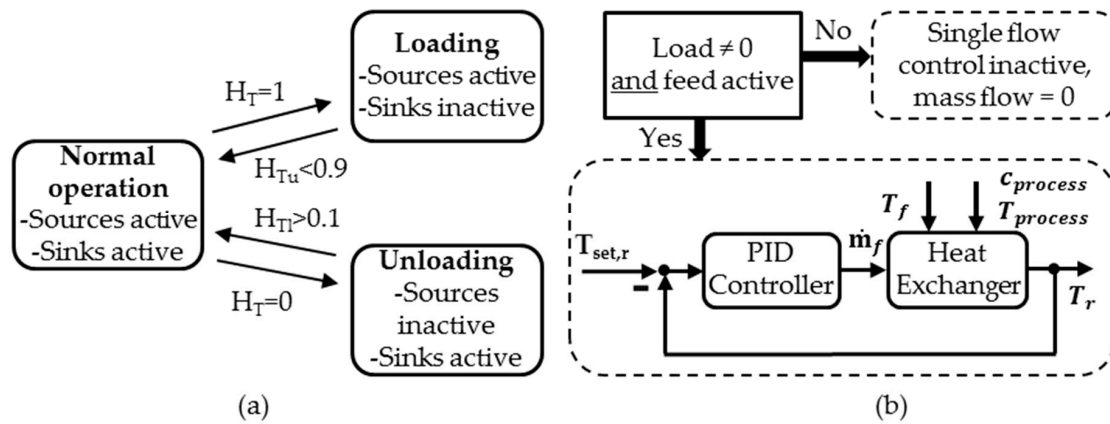 Loading
-Sources active
-Sinks inactive
H_T=1
H_Tu<0.9
Normal
operation
-Sources active
-Sinks active
H_Tl>0.1
H_T=0
Unloading
-Sources
inactive
-Sinks active
(a)
Load ≠ 0
and feed active
No
Single flow
control inactive,
mass flow = 0
Yes
T_set,r
-
PID
Controller
ṁ_f
T_f
c_process
T_process
Heat
Exchanger
T_r
(b)